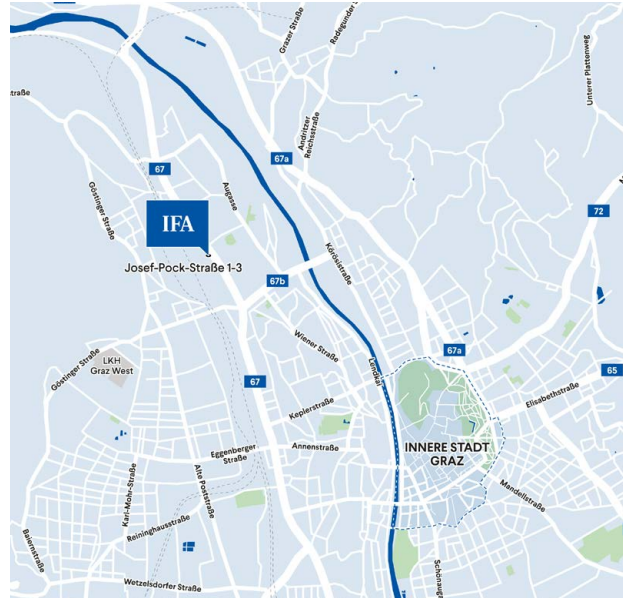 Grazer Straße
Radegunder S
Unterer Plattenweg
traße
Andritzer
Reichsstraße
67a
67
Augasse
Göstinger Straße
72
IFA
Josef-Pock-Straße 1-3
Körösistraße
67b
Wiener Straße
67a
Lendkai
LKH
Graz West
Göstinger Straße
67
65
Elisabethstraße
Keplerstraße
INNERE STADT
GRAZ
Annenstraße
Eggenberger
Straße
Karl-Mohr-Straße
Alte Poststraße
Mandellstraße
Reininghausstraße
Baiernstraße
Schönaug
Wetzelsdorfer Straße